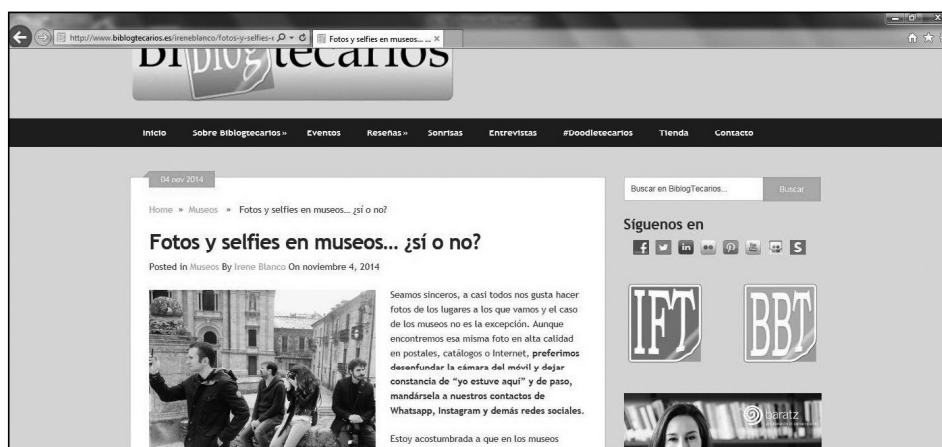 http://www.biblogtecarios.es/ireneblanco/fotos-y-selfies-e
Fotos y selfies en museos... ...
Biblogtecarios
Inicio Sobre Biblogtecarios » Eventos Reseñas » Sonrisas Entrevistas #Doodletecarios Tienda Contacto
04 nov 2014
Home » Museos » Fotos y selfies en museos... ¿sí o no?
Fotos y selfies en museos... ¿sí o no?
Posted in Museos By Irene Blanco On noviembre 4, 2014
Seamos sinceros, a casi todos nos gusta hacer
fotos de los lugares a los que vamos y el caso
de los museos no es la excepción. Aunque
encontremos esa misma foto en alta calidad
en postales, catálogos o Internet, preferimos
desenfundar la cámara del móvil y dejar
constancia de "yo estuve aquí" y de paso,
mandársela a nuestros contactos de
Whatsapp, Instagram y demás redes sociales.
Estoy acostumbrada a que en los museos
Buscar en BiblogTecarios... Buscar
Síguenos en
IFT BBT
baratz